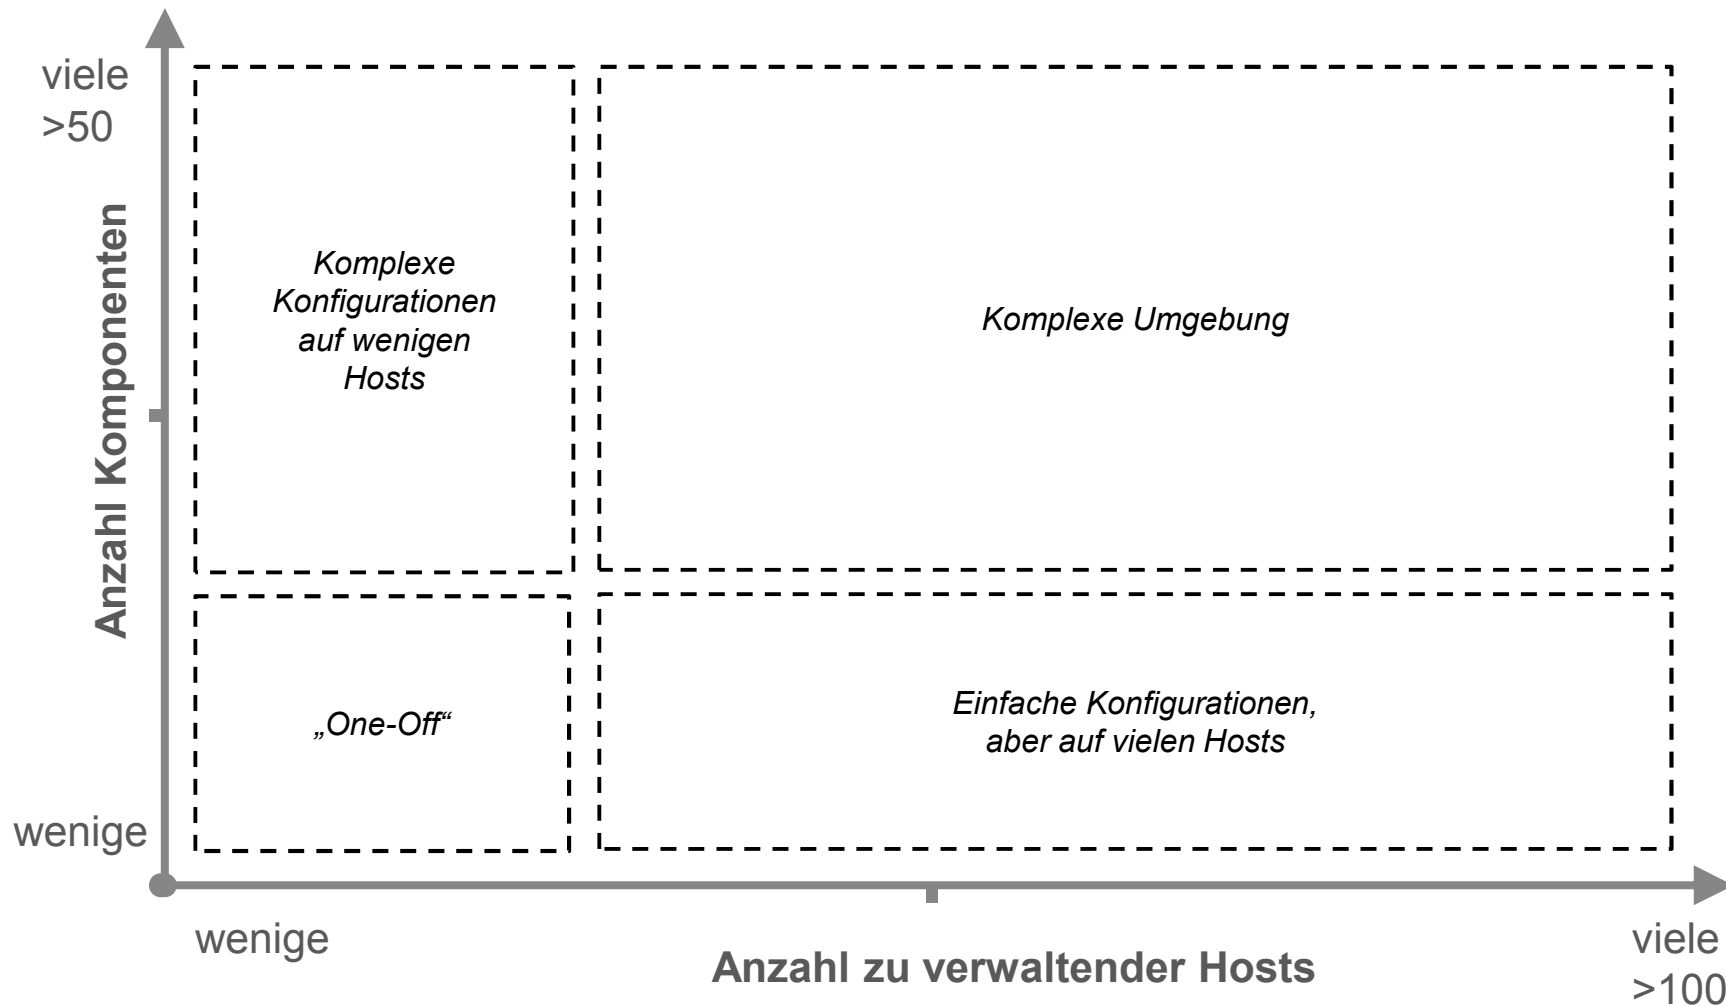 viele
>50
Anzahl Komponenten
Komplexe
Konfigurationen
auf wenigen
Hosts
Komplexe Umgebung
„One-Off“
Einfache Konfigurationen,
aber auf vielen Hosts
wenige
wenige
Anzahl zu verwaltender Hosts
viele
>100